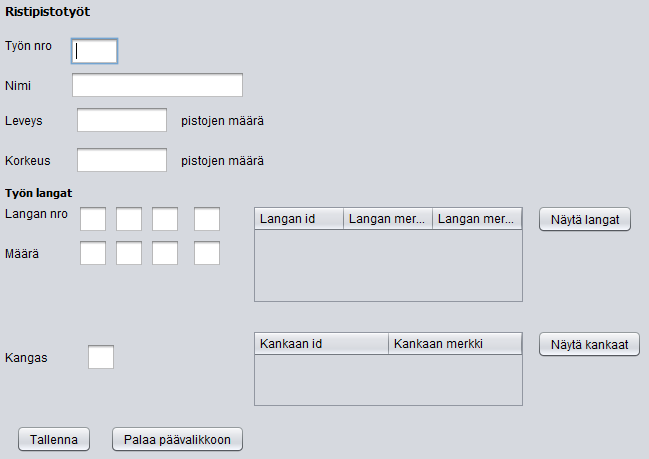 Ristipistotyöt
Työn nro
Nimi
Leveys pistojen määrä
Korkeus pistojen määrä
Työn langat
Langan nro Langan id Langan mer... Langan mer... Näytä langat
Määrä
Kankaan id Kankaan merkki Näytä kankaat
Kangas
Tallenna Palaa päävalikkoon